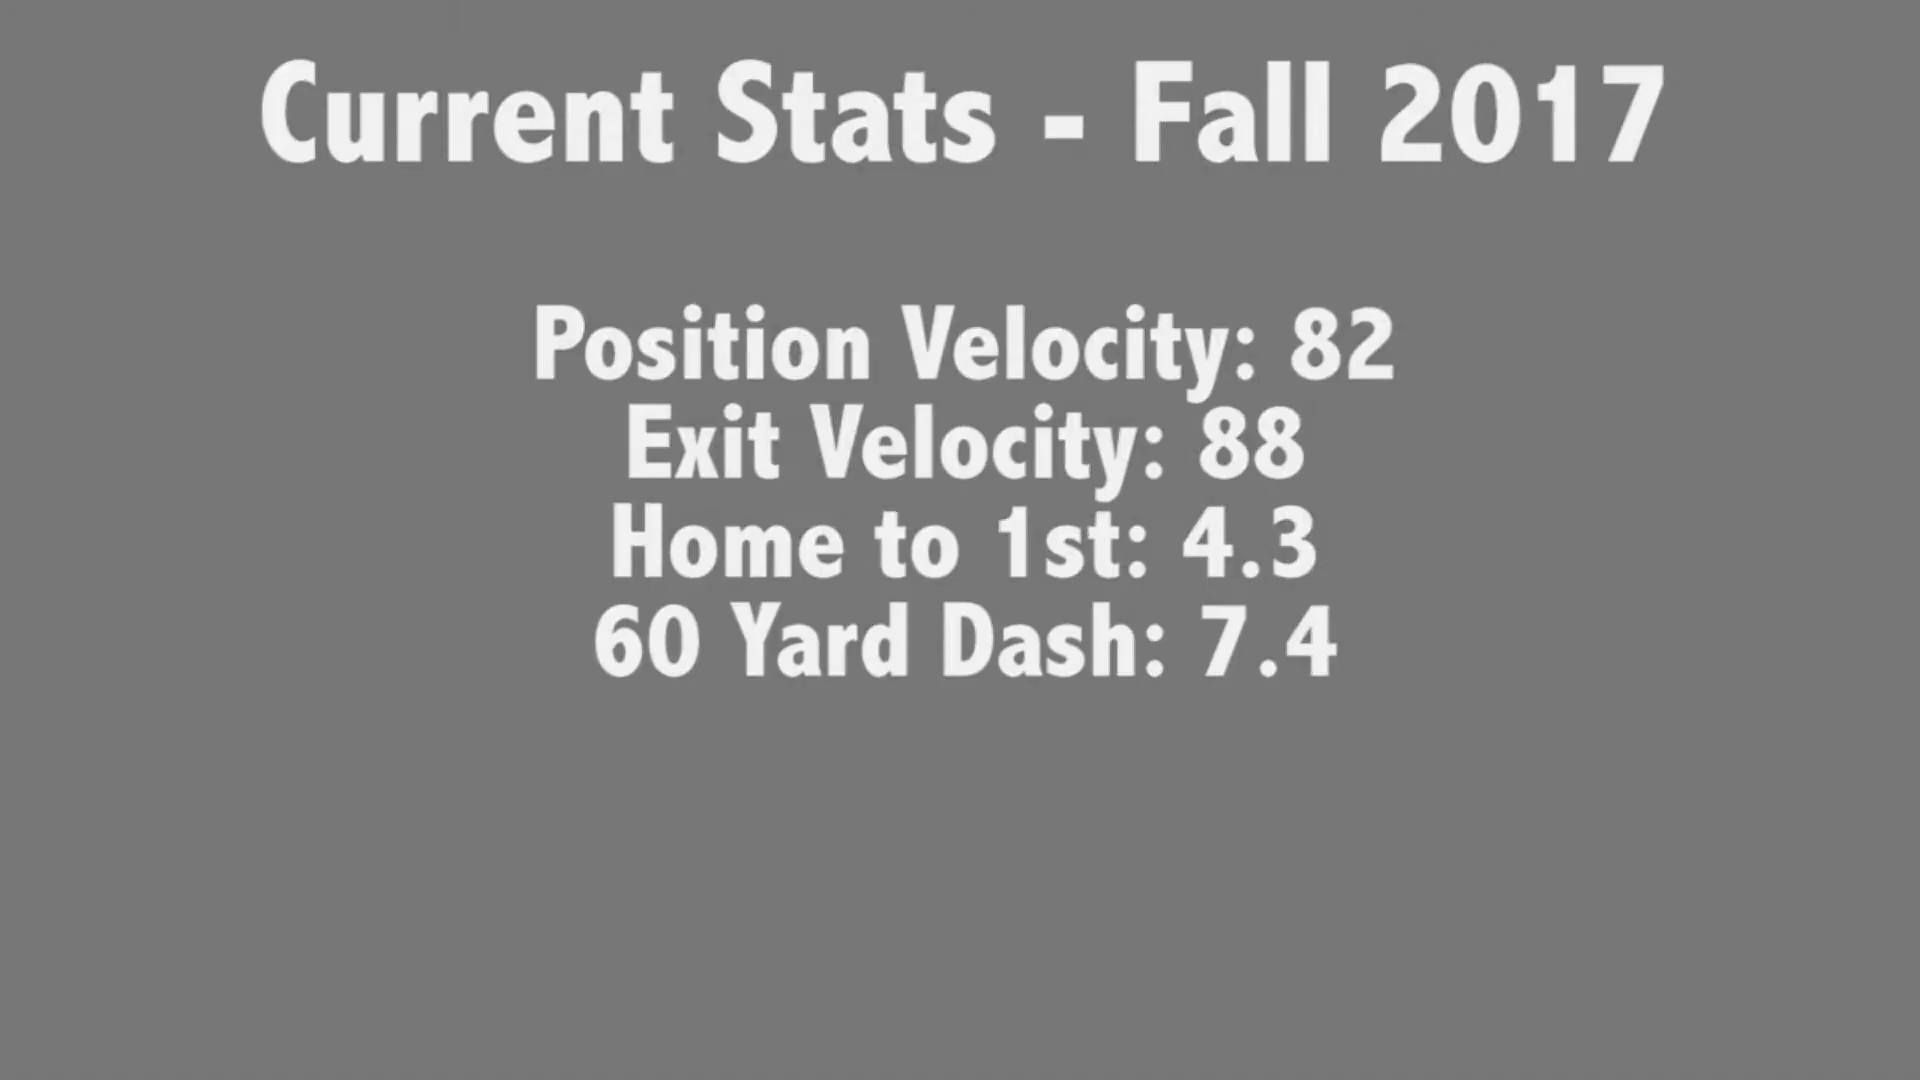 Current Stats - Fall 2017
Position Velocity: 82
Exit Velocity: 88
Home to 1st: 4.3
60 Yard Dash: 7.4